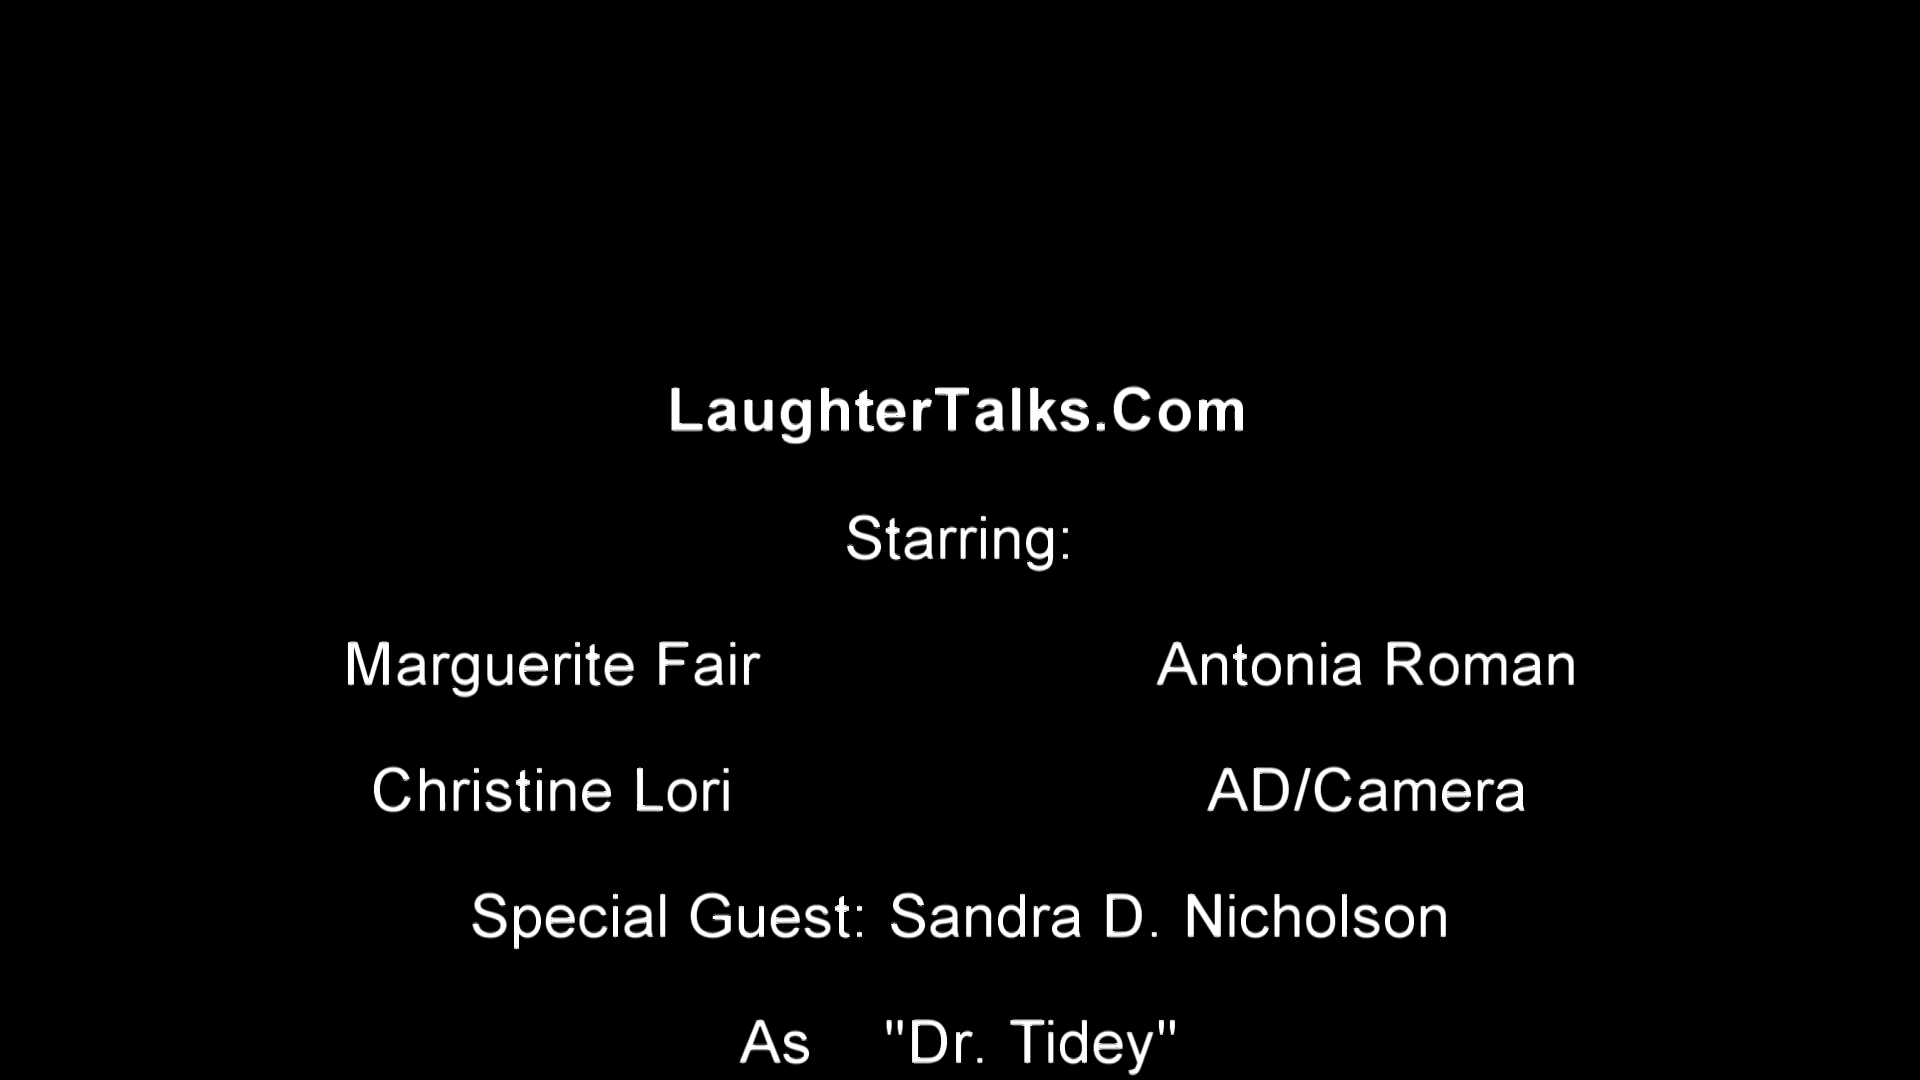 LaughterTalks.Com
Starring:
Marguerite Fair Antonia Roman
Christine Lori AD/Camera
Special Guest: Sandra D. Nicholson
As "Dr. Tidey"